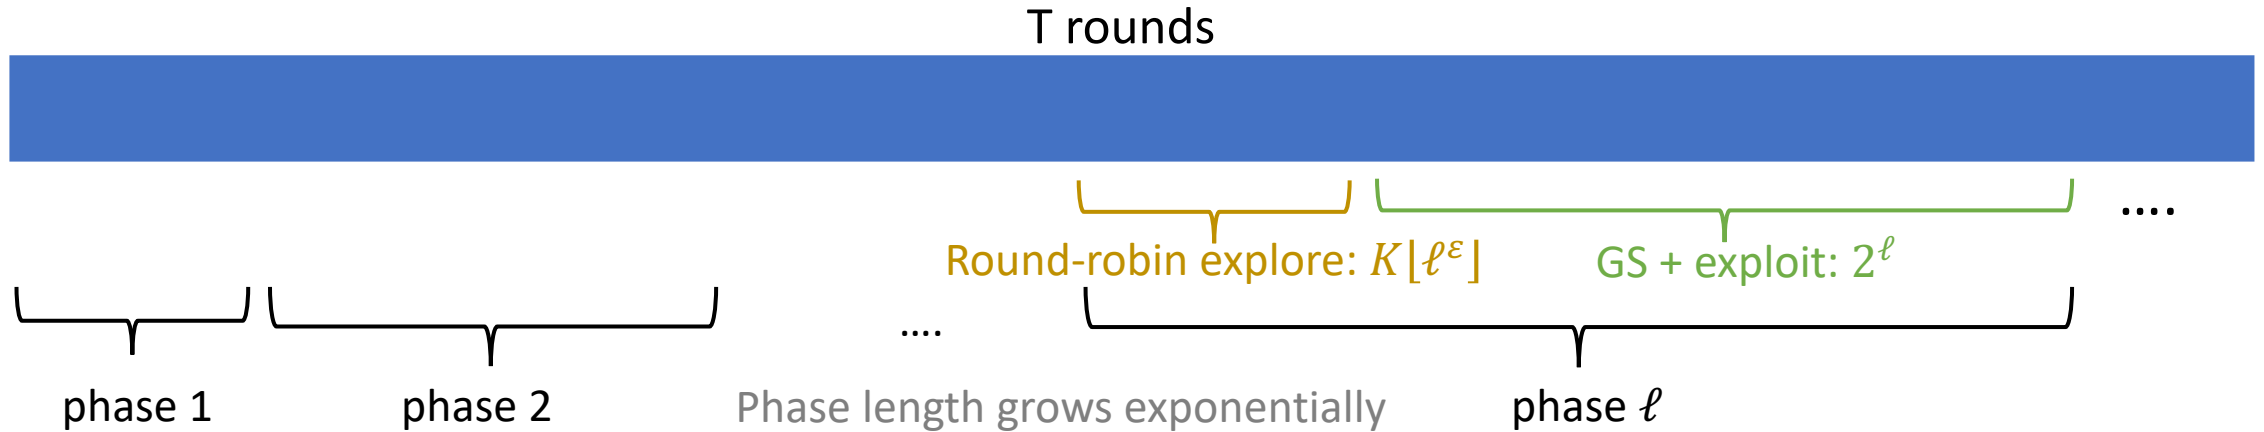 T rounds
....
Round-robin explore: K⌊ℓ^ε⌋
GS + exploit: 2^ℓ
....
phase 1
phase 2
Phase length grows exponentially
phase ℓ